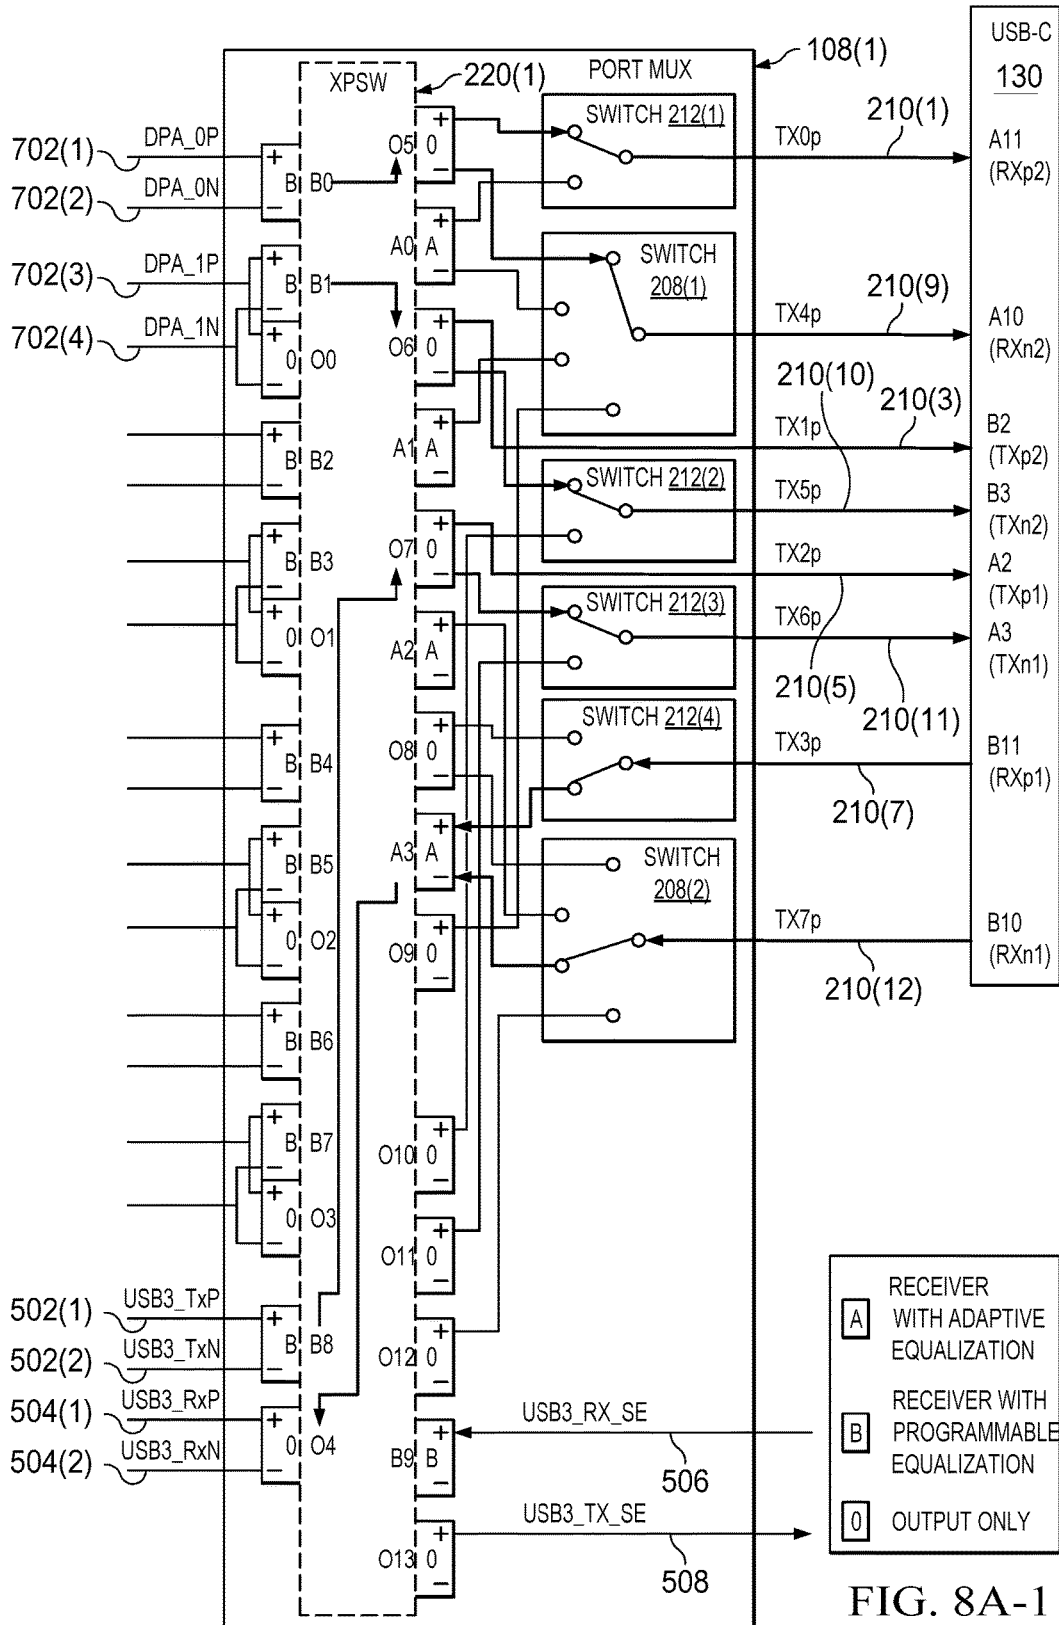 USB-C
130
A11
(RXp2)
A10
(RXn2)
B2
(TXp2)
B3
(TXn2)
A2
(TXp1)
A3
(TXn1)
B11
(RXp1)
B10
(RXn1)
108(1)
PORT MUX
XPSW
220(1)
702(1)
DPA_0P
702(2)
DPA_0N
702(3)
DPA_1P
702(4)
DPA_1N
+
B B0
−
+
B B1
−
+
0 O0
−
+
B B2
−
+
B B3
−
+
0 O1
−
+
B B4
−
+
B B5
−
+
0 O2
−
+
B B6
−
+
B B7
−
+
0 O3
−
502(1)
USB3_TxP
502(2)
USB3_TxN
+
B B8
−
504(1)
USB3_RxP
504(2)
USB3_RxN
+
0 O4
−
+
O5 0
−
+
A0 A
−
+
O6 0
−
+
A1 A
−
+
O7 0
−
+
A2 A
−
+
O8 0
−
+
A3 A
−
+
O9 0
−
+
O10 0
−
+
O11 0
−
+
O12 0
−
+
B9 B
−
+
O13 0
−
SWITCH 212(1)
SWITCH
208(1)
SWITCH 212(2)
SWITCH 212(3)
SWITCH 212(4)
SWITCH
208(2)
TX0p
210(1)
TX4p
210(9)
210(10)
210(3)
TX1p
TX5p
TX2p
TX6p
210(5)
210(11)
TX3p
210(7)
TX7p
210(12)
USB3_RX_SE
506
USB3_TX_SE
508
A RECEIVER
WITH ADAPTIVE
EQUALIZATION
B RECEIVER WITH
PROGRAMMABLE
EQUALIZATION
0 OUTPUT ONLY
FIG. 8A-1